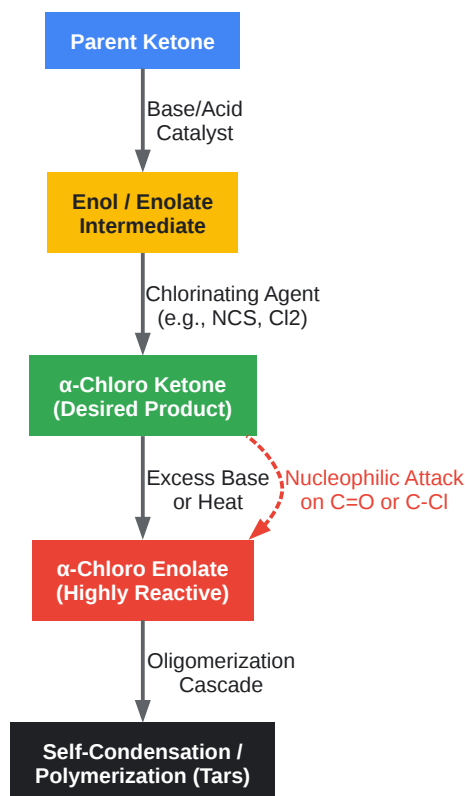 Parent Ketone
Base/Acid
Catalyst
Enol / Enolate
Intermediate
Chlorinating Agent
(e.g., NCS, Cl2)
α-Chloro Ketone
(Desired Product)
Excess Base
or Heat
Nucleophilic Attack
on C=O or C-Cl
α-Chloro Enolate
(Highly Reactive)
Oligomerization
Cascade
Self-Condensation /
Polymerization (Tars)